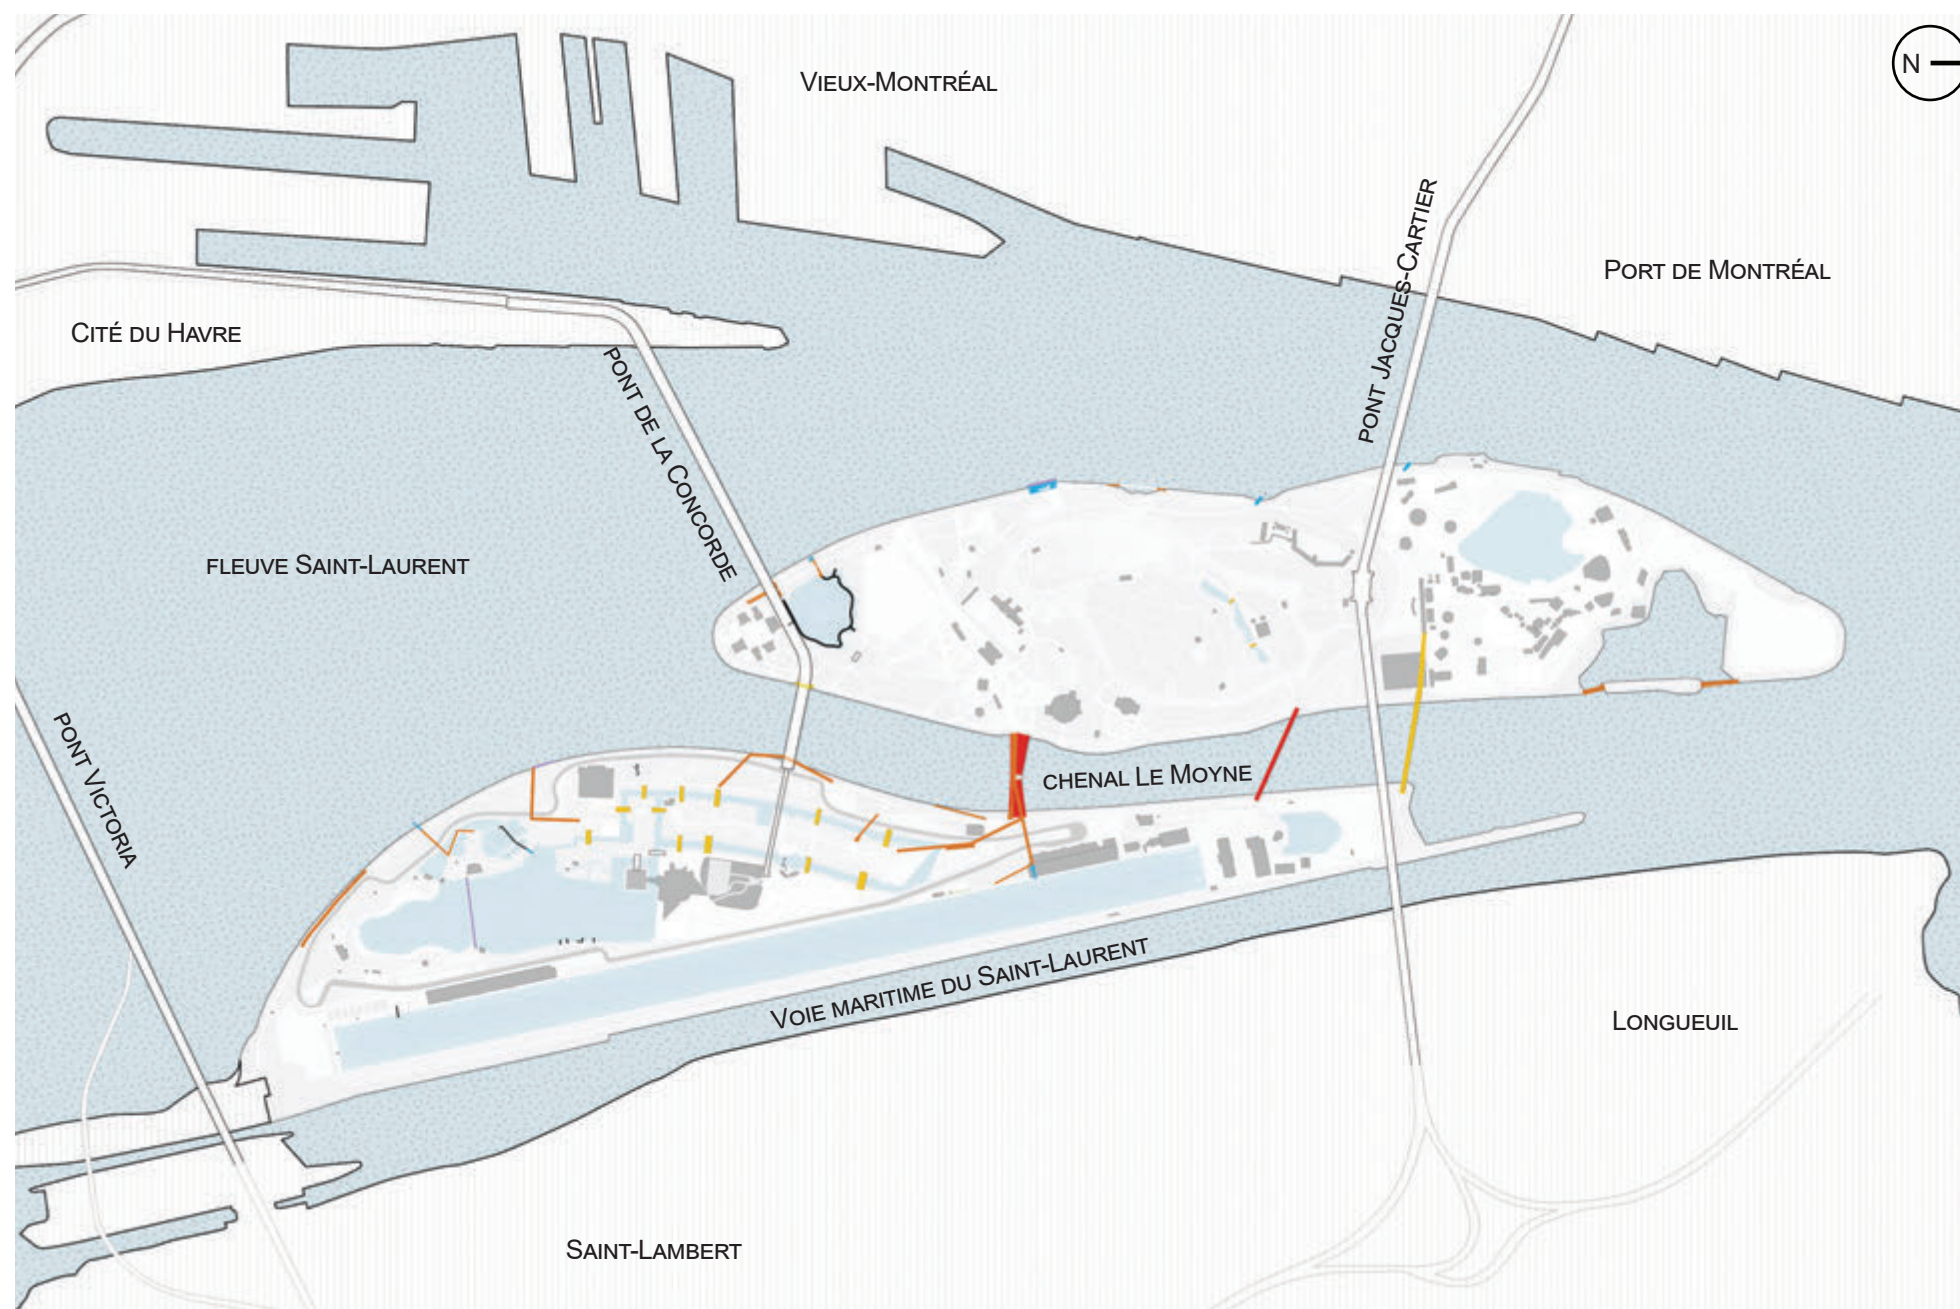 VIEUX-MONTRÉAL
N
PORT DE MONTRÉAL
PONT JACQUES-CARTIER
CITÉ DU HAVRE
PONT DE LA CONCORDE
FLEUVE SAINT-LAURENT
PONT VICTORIA
CHENAL LE MOYNE
VOIE MARITIME DU SAINT-LAURENT
LONGUEUIL
SAINT-LAMBERT